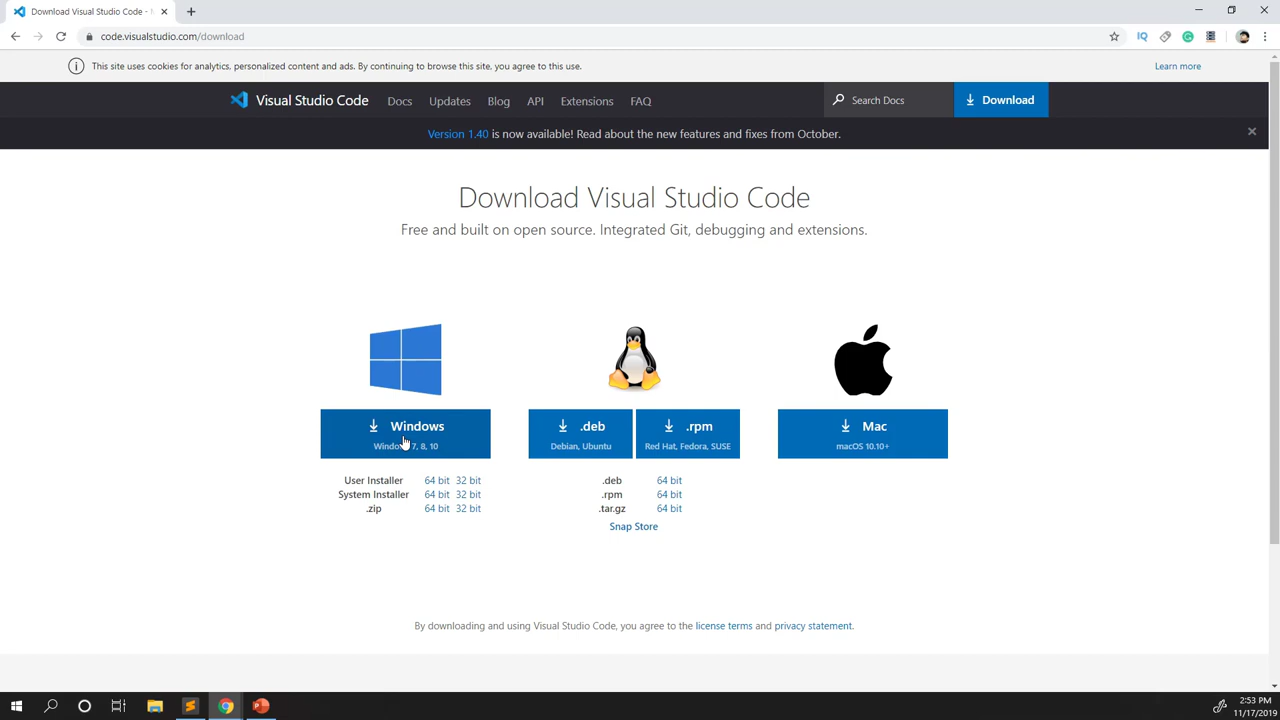 Download Visual Studio Code -
code.visualstudio.com/download
IQ
This site uses cookies for analytics, personalized content and ads. By continuing to browse this site, you agree to this use.
Learn more
Visual Studio Code
Docs
Updates
Blog
API
Extensions
FAQ
Search Docs
Download
Version 1.40 is now available! Read about the new features and fixes from October.
Download Visual Studio Code
Free and built on open source. Integrated Git, debugging and extensions.
Windows
Windows 7, 8, 10
.deb
Debian, Ubuntu
.rpm
Red Hat, Fedora, SUSE
Mac
macOS 10.10+
User Installer 64 bit 32 bit
System Installer 64 bit 32 bit
.zip 64 bit 32 bit
.deb 64 bit
.rpm 64 bit
.tar.gz 64 bit
Snap Store
By downloading and using Visual Studio Code, you agree to the license terms and privacy statement.
2:53 PM
11/17/2019